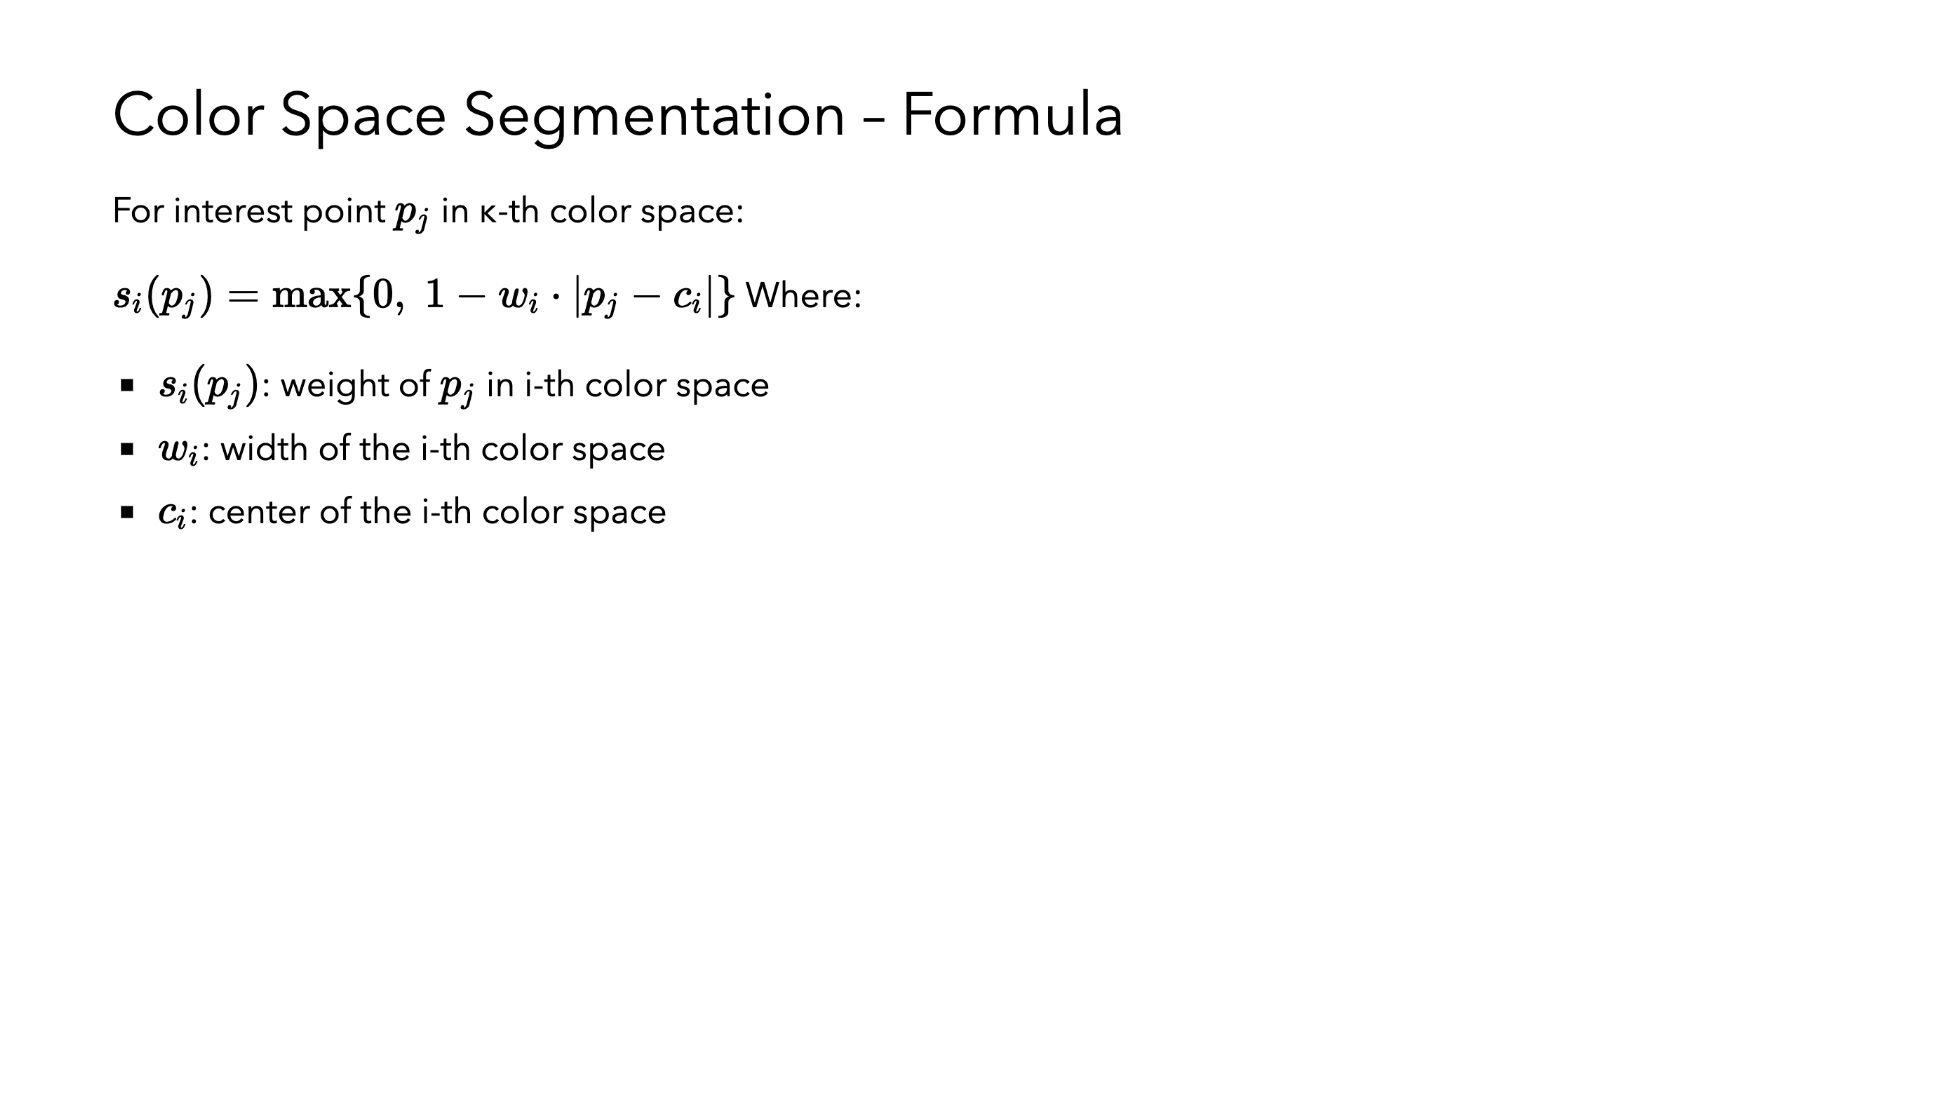 Color Space Segmentation – Formula
For interest point $p_j$ in κ-th color space:
$s_i(p_j) = \max\{0,\ 1 - w_i \cdot |p_j - c_i|\}$ Where:
▪ $s_i(p_j)$: weight of $p_j$ in i-th color space
▪ $w_i$: width of the i-th color space
▪ $c_i$: center of the i-th color space